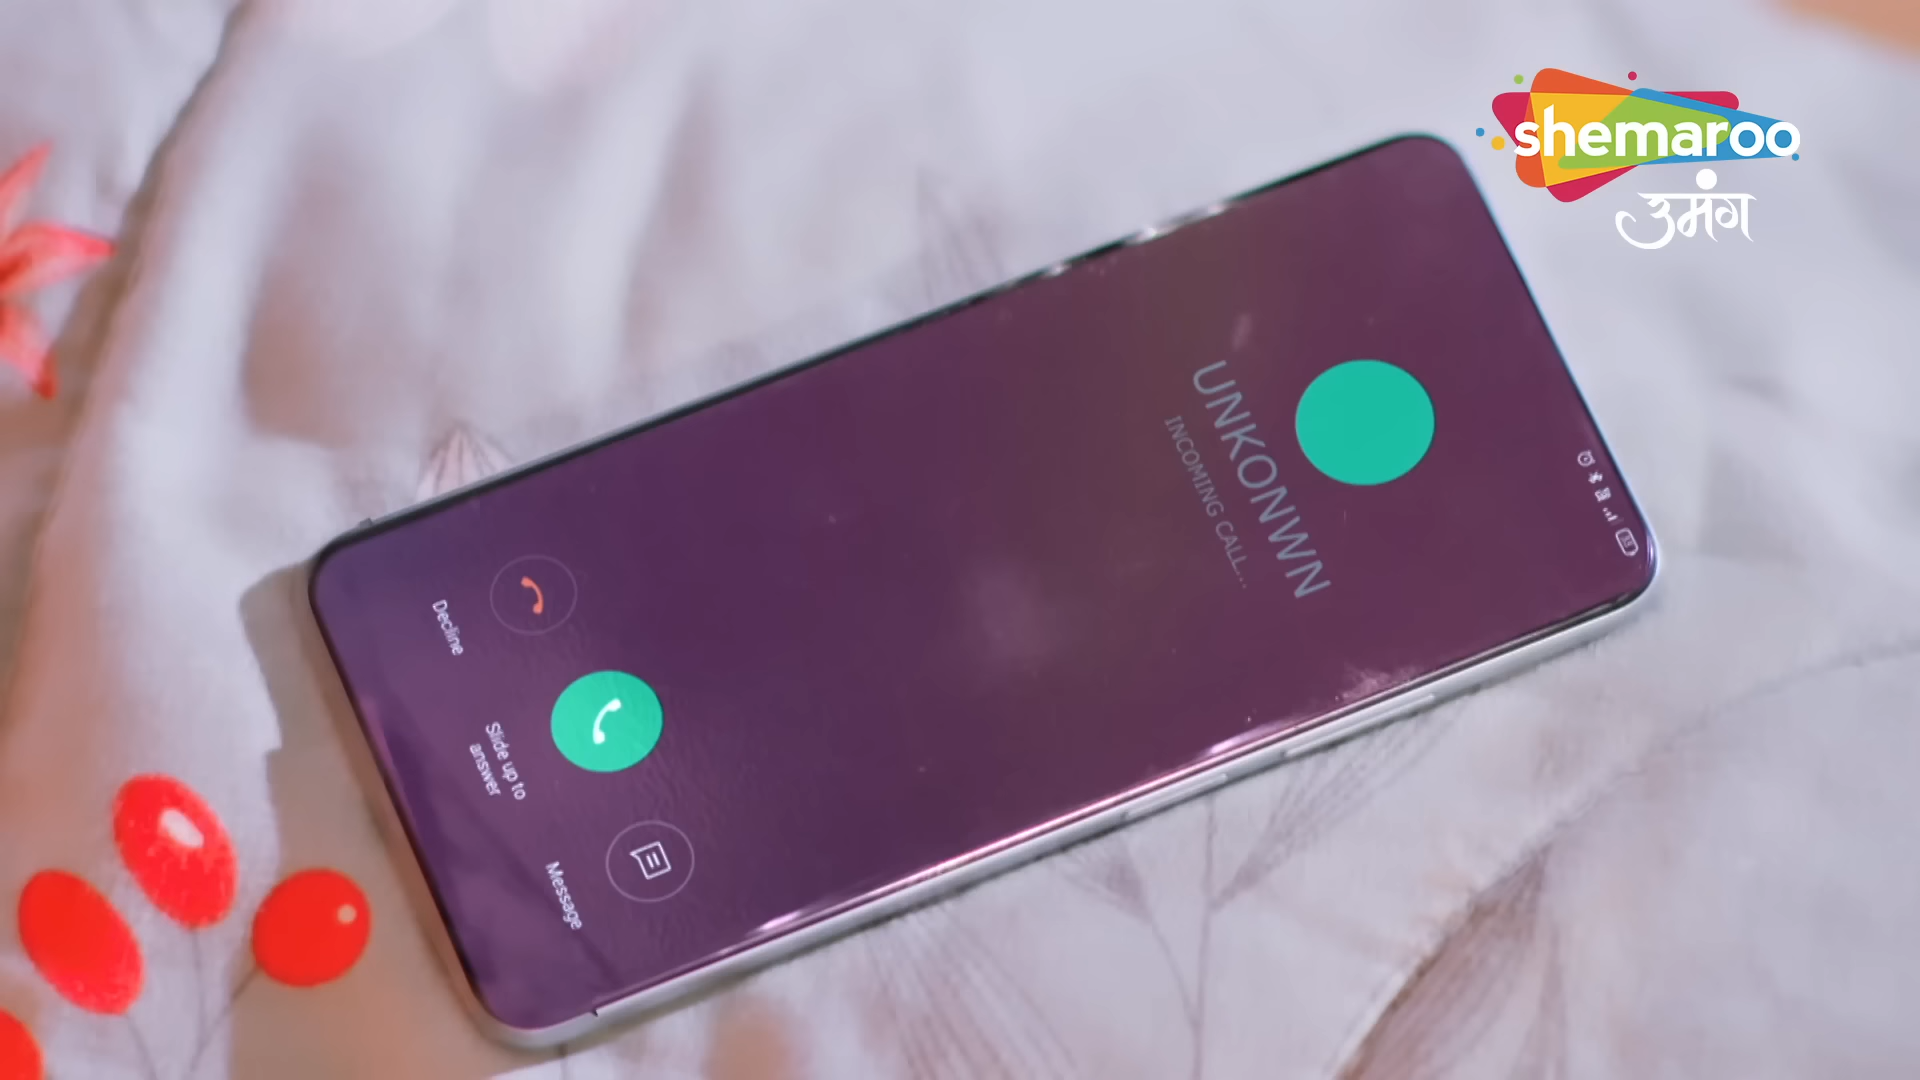 shemaroo
उमंग
UNKONWN
INCOMING CALL...
Decline
Slide up to
answer
Message